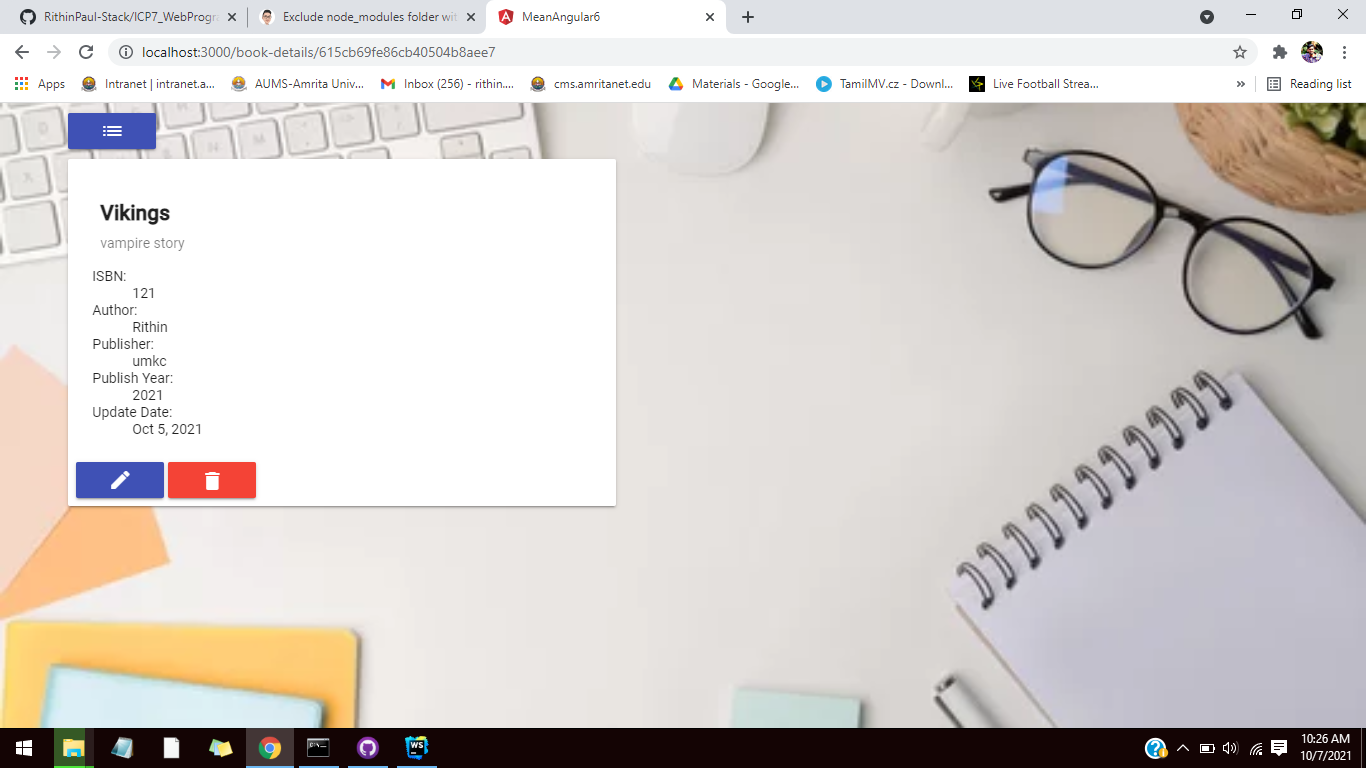 RithinPaul-Stack/ICP7_WebProgra
Exclude node_modules folder wit
MeanAngular6
localhost:3000/book-details/615cb69fe86cb40504b8aee7
Apps
Intranet | intranet.a...
AUMS-Amrita Univ...
Inbox (256) - rithin....
cms.amritanet.edu
Materials - Google...
TamilMV.cz - Downl...
Live Football Strea...
»
Reading list
Vikings
vampire story
ISBN:
121
Author:
Rithin
Publisher:
umkc
Publish Year:
2021
Update Date:
Oct 5, 2021
WS
10:26 AM
10/7/2021